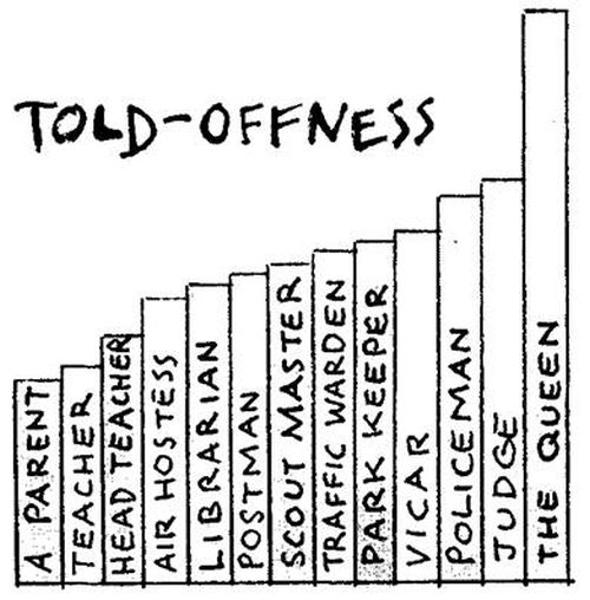 TOLD-OFFNESS
A PARENT
TEACHER
HEAD TEACHER
AIR HOSTESS
LIBRARIAN
POSTMAN
SCOUT MASTER
TRAFFIC WARDEN
PARK KEEPER
VICAR
POLICEMAN
JUDGE
THE QUEEN